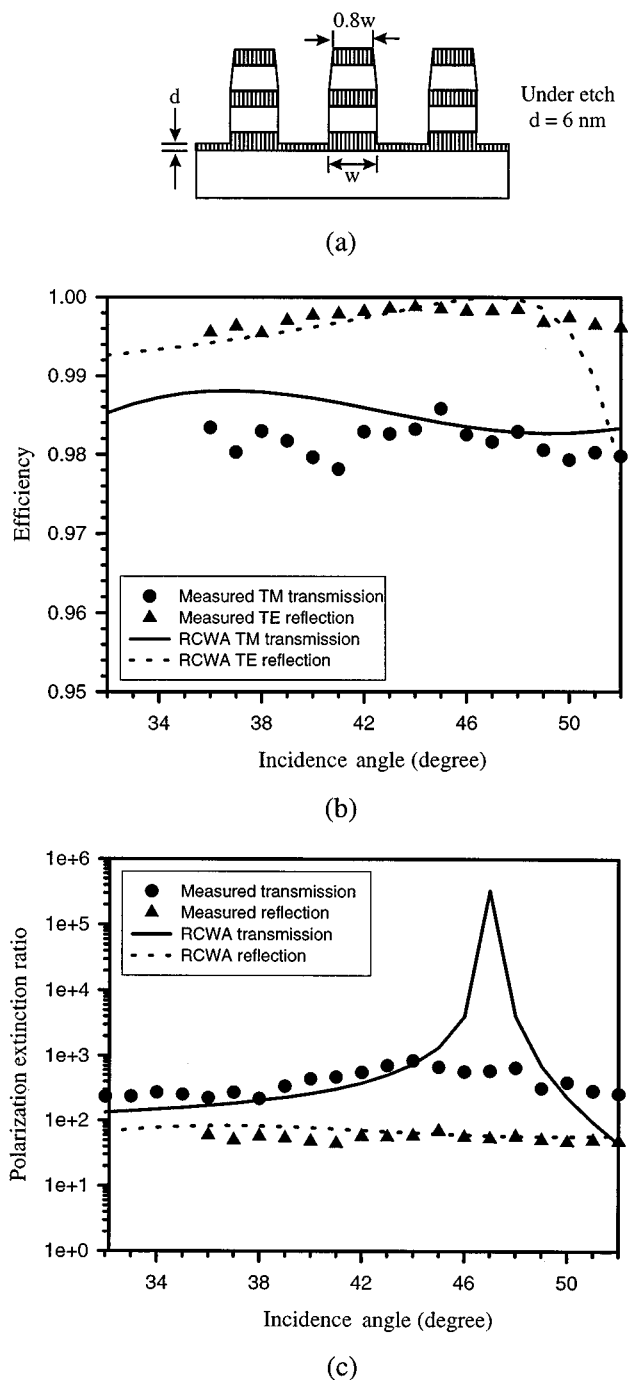 0.8w
d
Under etch
d = 6 nm
w
(a)
1.00
0.99
0.98
0.97
0.96
0.95
Efficiency
Measured TM transmission
Measured TE reflection
RCWA TM transmission
RCWA TE reflection
34 38 42 46 50
Incidence angle (degree)
(b)
1e+6
1e+5
1e+4
1e+3
1e+2
1e+1
1e+0
Polarization extinction ratio
Measured transmission
Measured reflection
RCWA transmission
RCWA reflection
34 38 42 46 50
Incidence angle (degree)
(c)